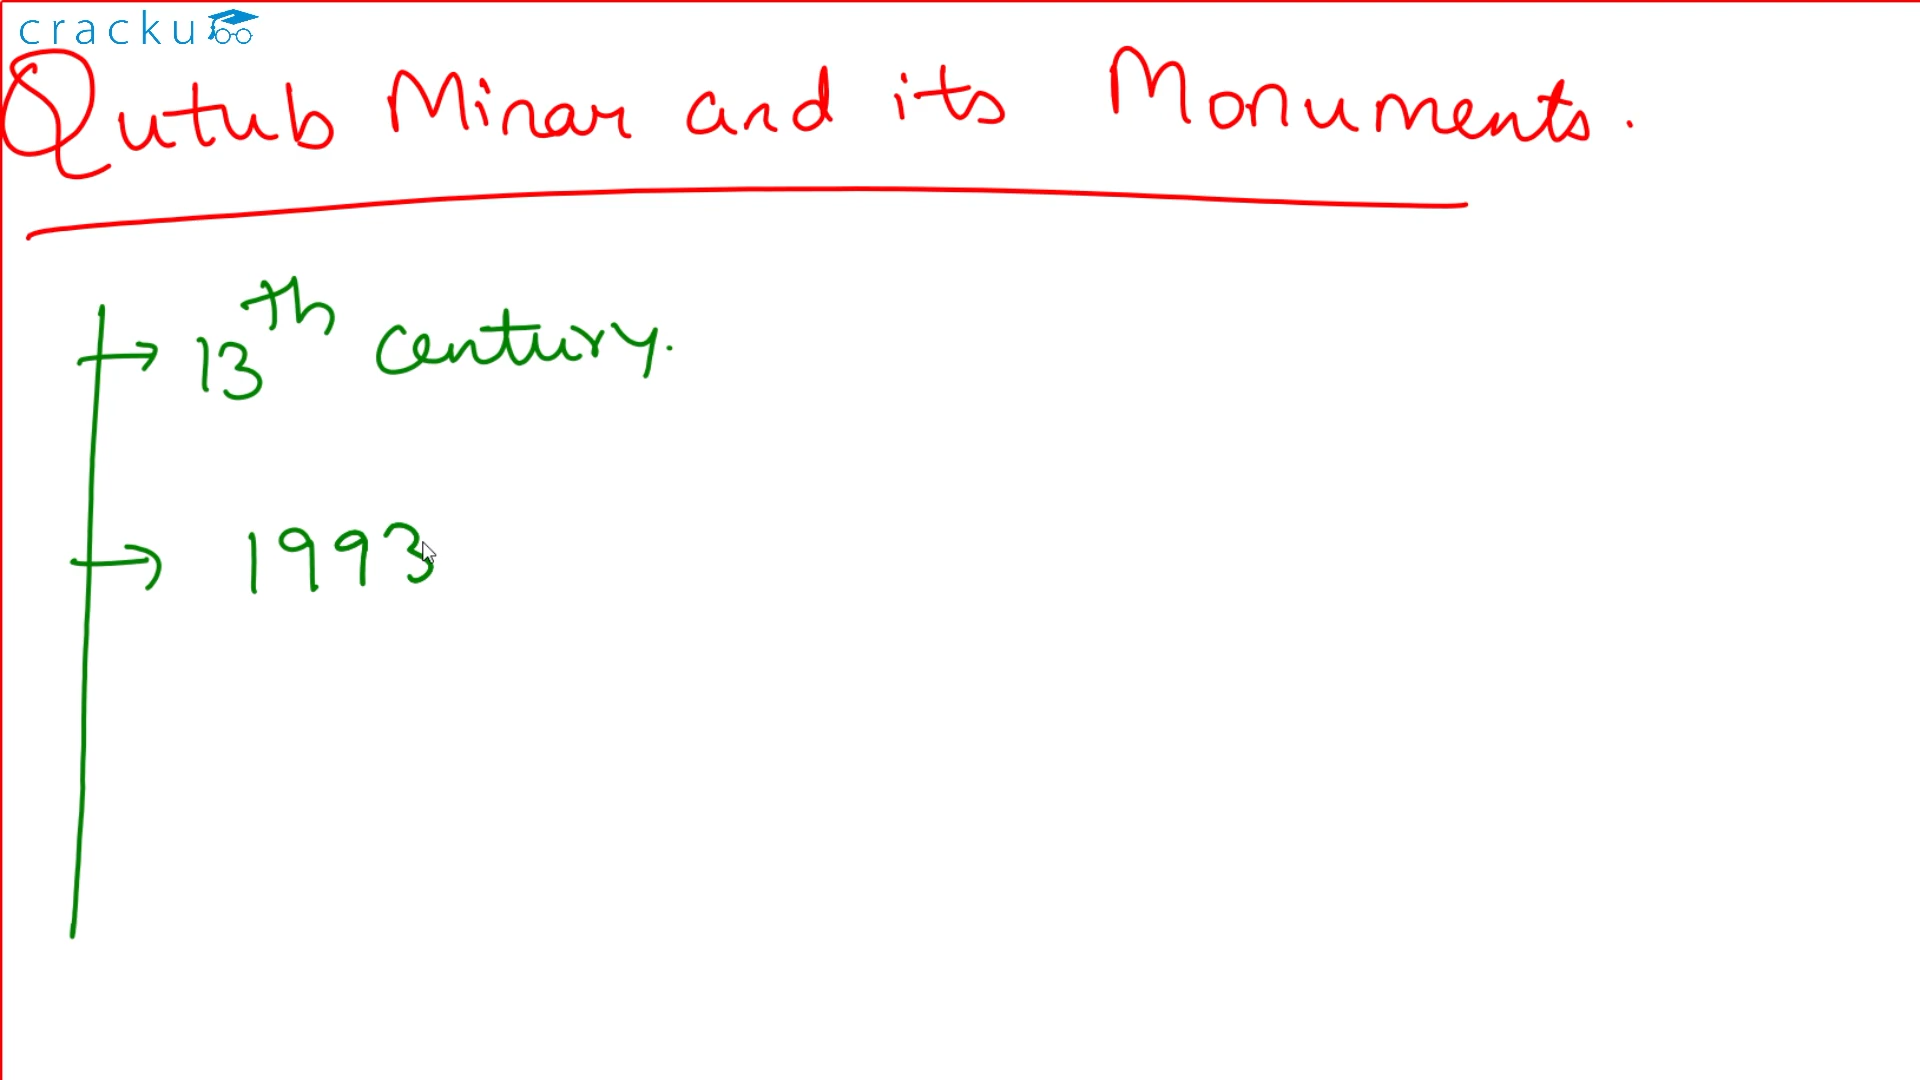 cracku
Qutub Minar and its Monuments.
→ 13th century.
→ 1993